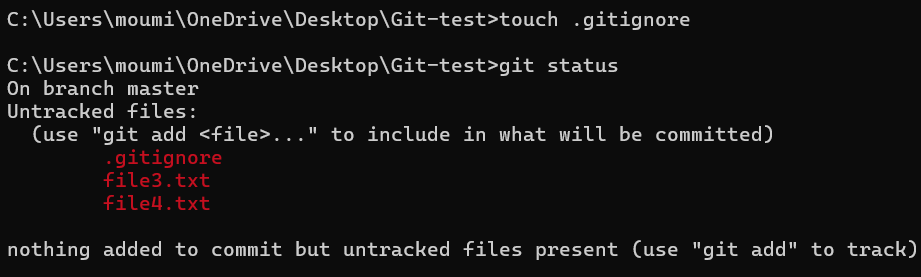 C:\Users\moumi\OneDrive\Desktop\Git-test>touch .gitignore
C:\Users\moumi\OneDrive\Desktop\Git-test>git status
On branch master
Untracked files:
(use "git add <file>..." to include in what will be committed)
.gitignore
file3.txt
file4.txt
nothing added to commit but untracked files present (use "git add" to track)